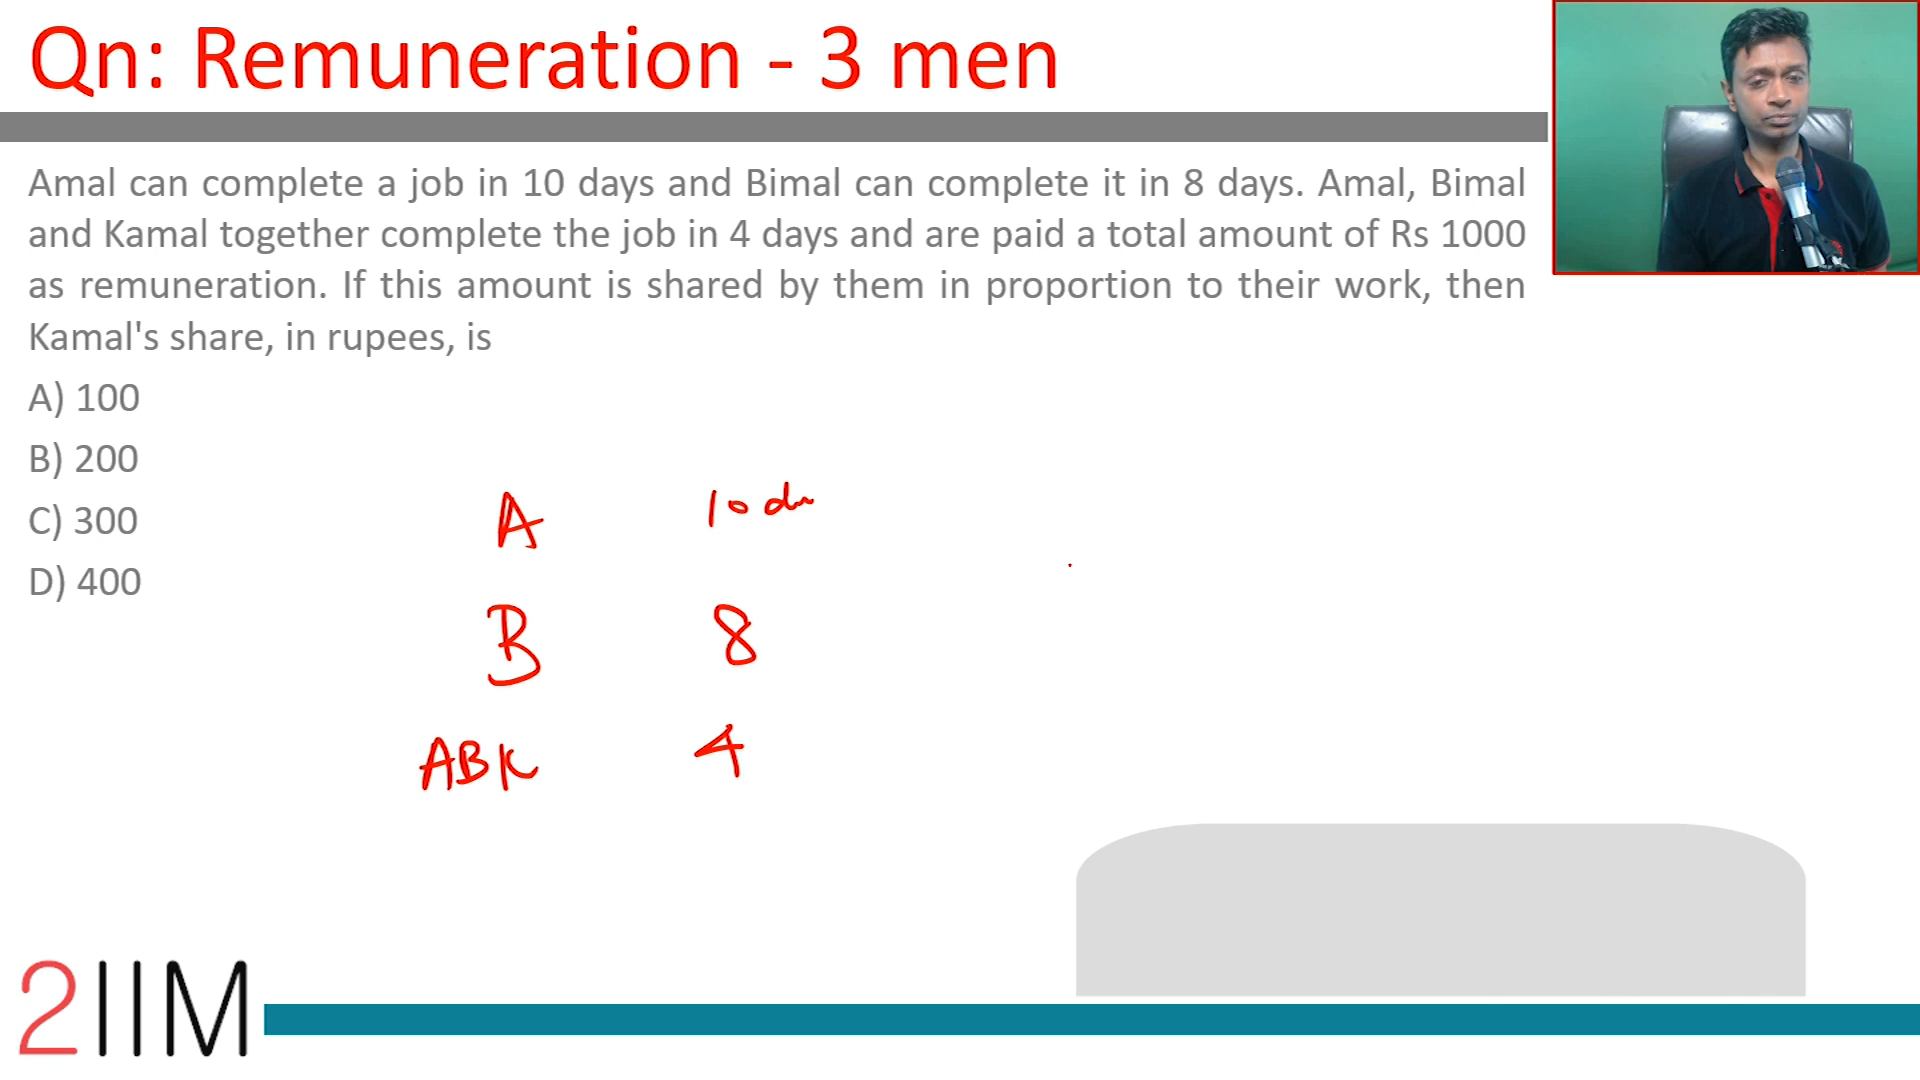 Qn: Remuneration - 3 men
Amal can complete a job in 10 days and Bimal can complete it in 8 days. Amal, Bimal
and Kamal together complete the job in 4 days and are paid a total amount of Rs 1000
as remuneration. If this amount is shared by them in proportion to their work, then
Kamal's share, in rupees, is
A) 100
B) 200
C) 300
D) 400
A 10
B 8
ABK 4
2IIM